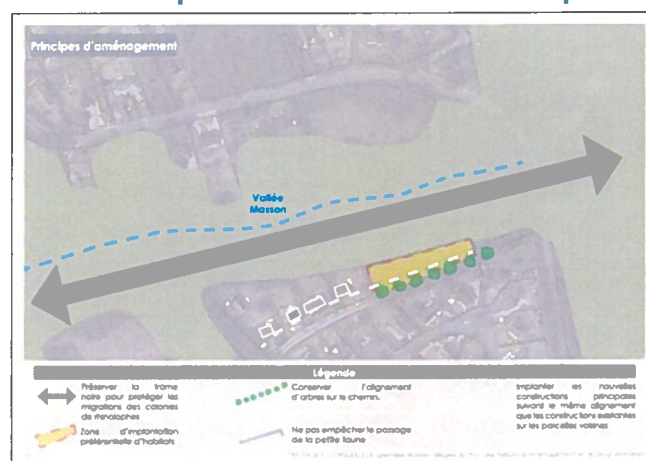 Principes d'aménagement
Vallée
Masson
Légende
Préserver la trame
noire pour protéger les
migrations des colonies
de rhinolophes
Zone d'implantation
préférentielle d'habitats
Conserver l'alignement
d'arbres sur le chemin.
Ne pas empêcher le passage
de la petite faune
Implanter les nouvelles
constructions principales
suivant le même alignement
que les constructions existantes
sur les parcelles voisines